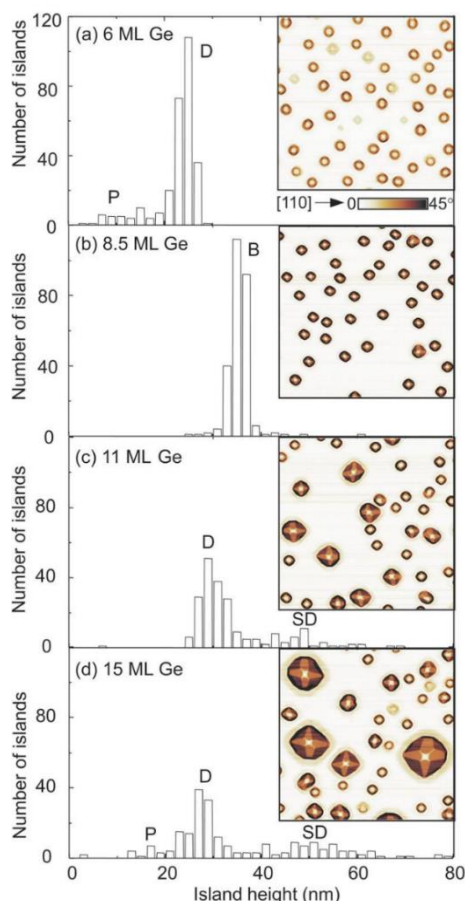 120
(a) 6 ML Ge
D
80
Number of islands
40
P
0
[110] 0 45°
(b) 8.5 ML Ge
B
80
Number of islands
40
0
(c) 11 ML Ge
80
Number of islands
D
40
SD
0
(d) 15 ML Ge
80
Number of islands
D
40
P
SD
0
0 20 40 60 80
Island height (nm)